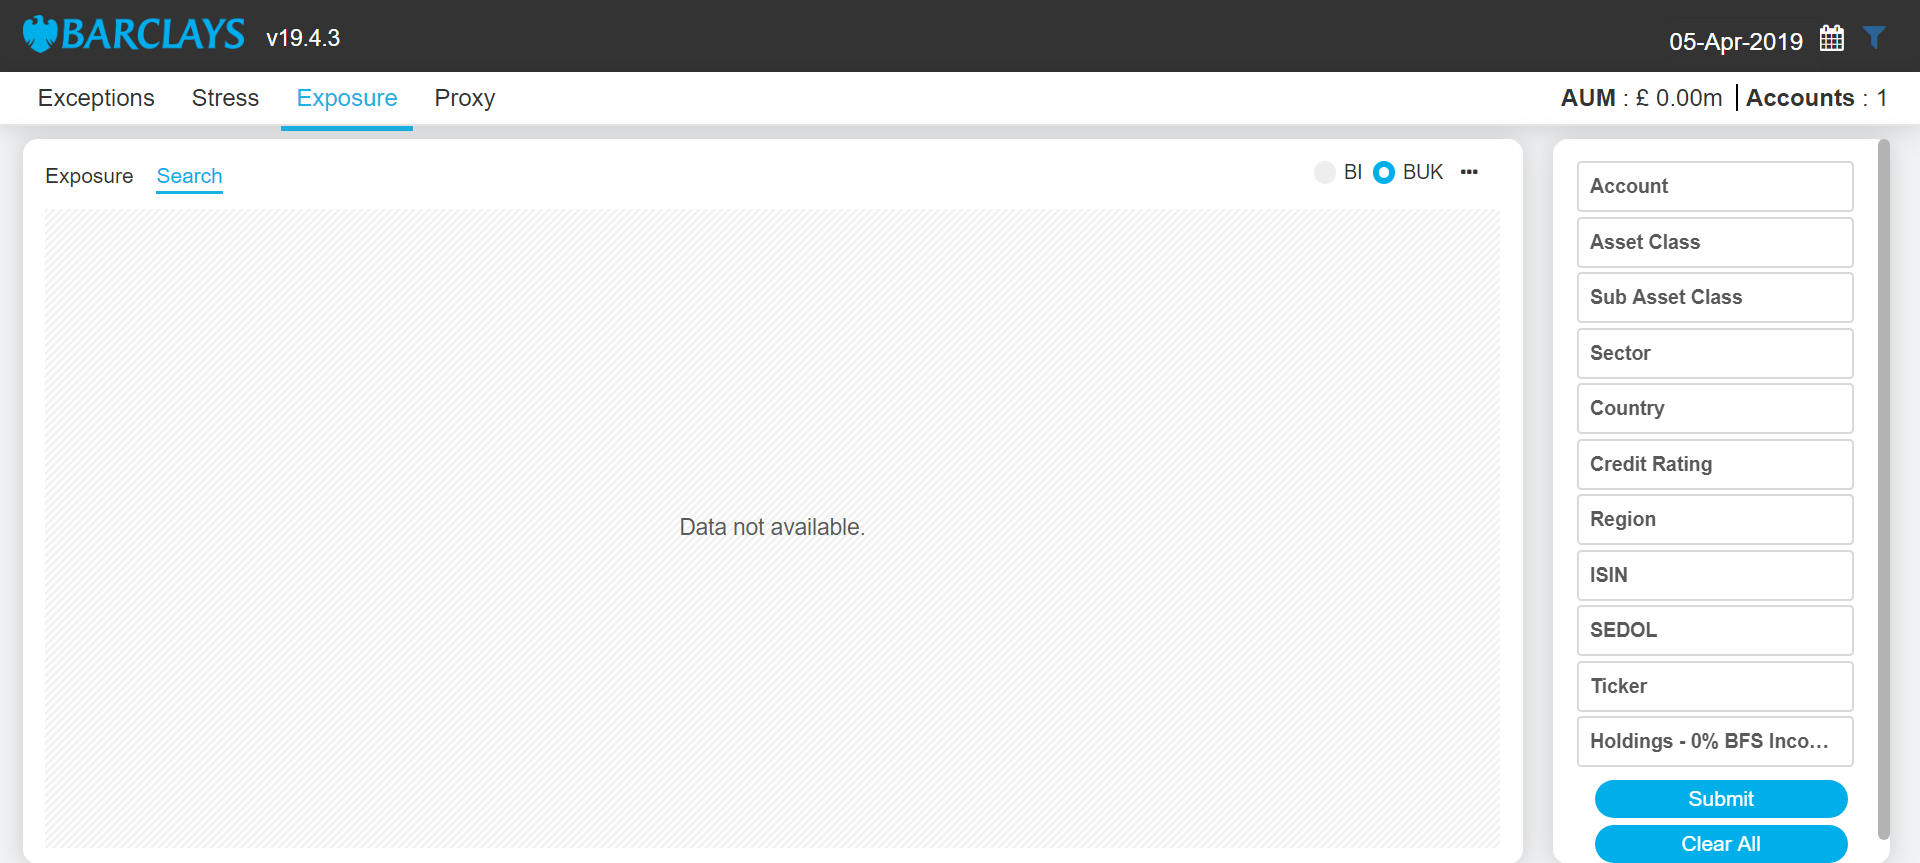 BARCLAYS v19.4.3
05-Apr-2019
Exceptions Stress Exposure Proxy
AUM : £ 0.00m | Accounts : 1
Exposure Search
BI BUK ...
Data not available.
Account
Asset Class
Sub Asset Class
Sector
Country
Credit Rating
Region
ISIN
SEDOL
Ticker
Holdings - 0% BFS Inco...
Submit
Clear All